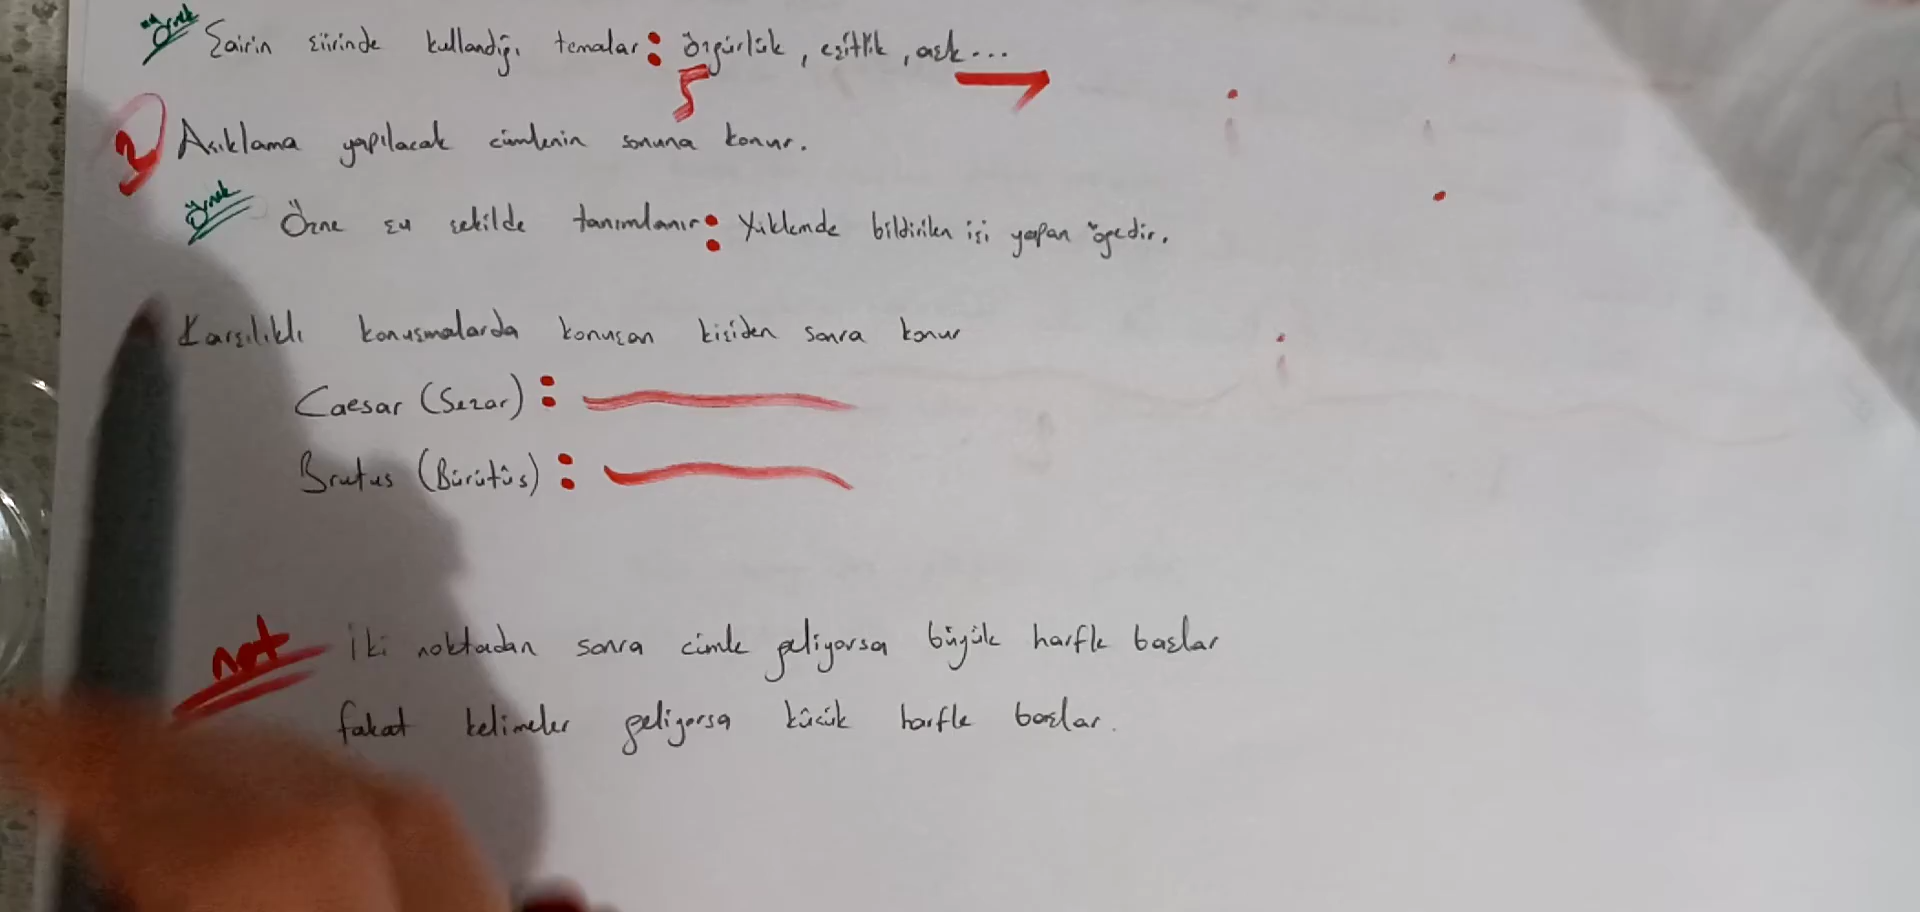 Örnek Şairin şiirinde kullandığı temalar: özgürlük, eşitlik, aşk...
2 Açıklama yapılacak cümlenin sonuna konur.
Örnek Özne şu şekilde tanımlanır: Yüklemde bildirilen işi yapan ögedir.
Karşılıklı konuşmalarda konuşan kişiden sonra konur
Caesar (Sezar):
Brutus (Bürütüs):
not İki noktadan sonra cümle geliyorsa büyük harfle başlar
fakat kelimeler geliyorsa küçük harfle başlar.